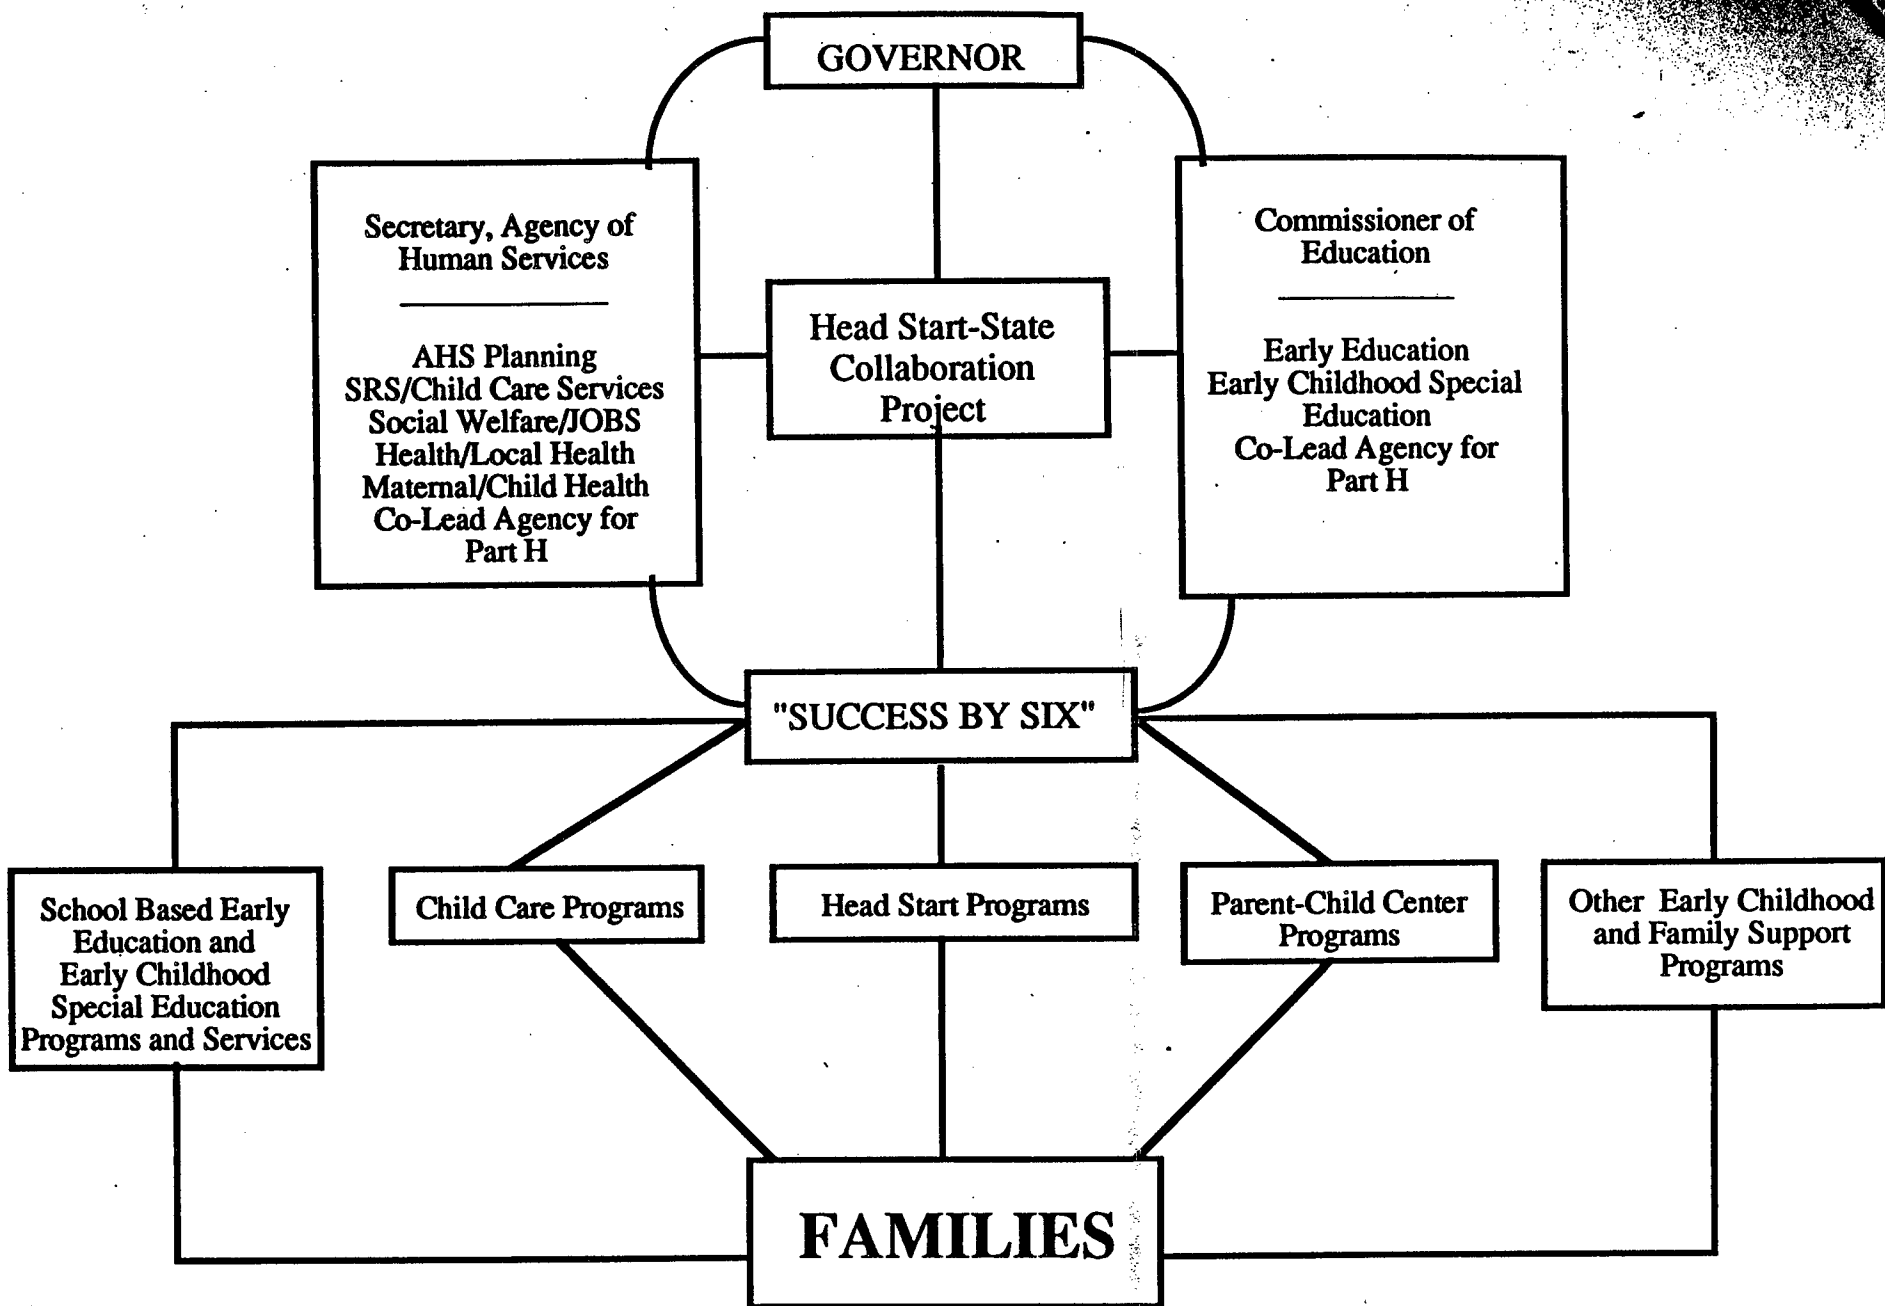 GOVERNOR
Secretary, Agency of
Human Services
AHS Planning
SRS/Child Care Services
Social Welfare/JOBS
Health/Local Health
Maternal/Child Health
Co-Lead Agency for
Part H
Head Start-State
Collaboration
Project
Commissioner of
Education
Early Education
Early Childhood Special
Education
Co-Lead Agency for
Part H
"SUCCESS BY SIX"
School Based Early
Education and
Early Childhood
Special Education
Programs and Services
Child Care Programs
Head Start Programs
Parent-Child Center
Programs
Other Early Childhood
and Family Support
Programs
FAMILIES